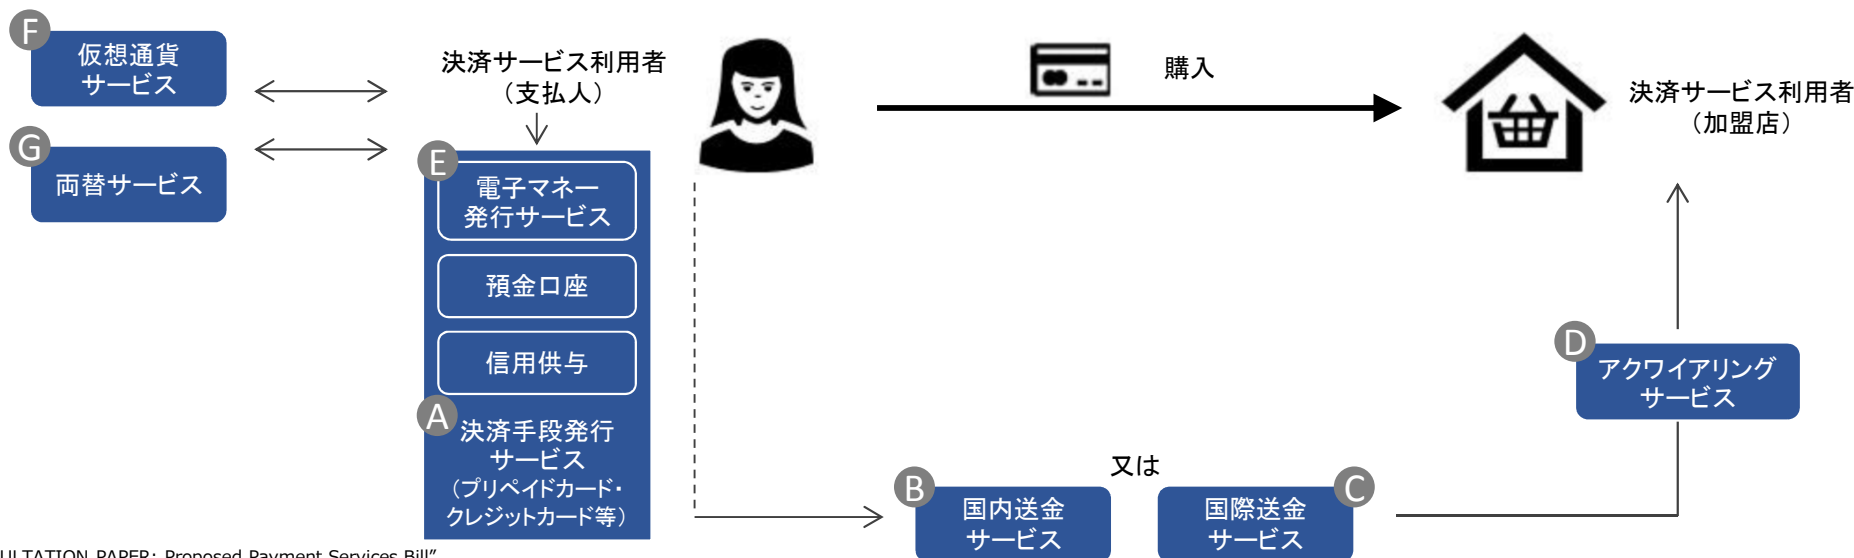 F
仮想通貨
サービス
G
両替サービス
決済サービス利用者
（支払人）
E
電子マネー
発行サービス
預金口座
信用供与
A
決済手段発行
サービス
（プリペイドカード・
クレジットカード等）
購入
決済サービス利用者
（加盟店）
D
アクワイアリング
サービス
B
国内送金
サービス
又は
C
国際送金
サービス
ULTATION PAPER: Proposed Payment Services Bill”